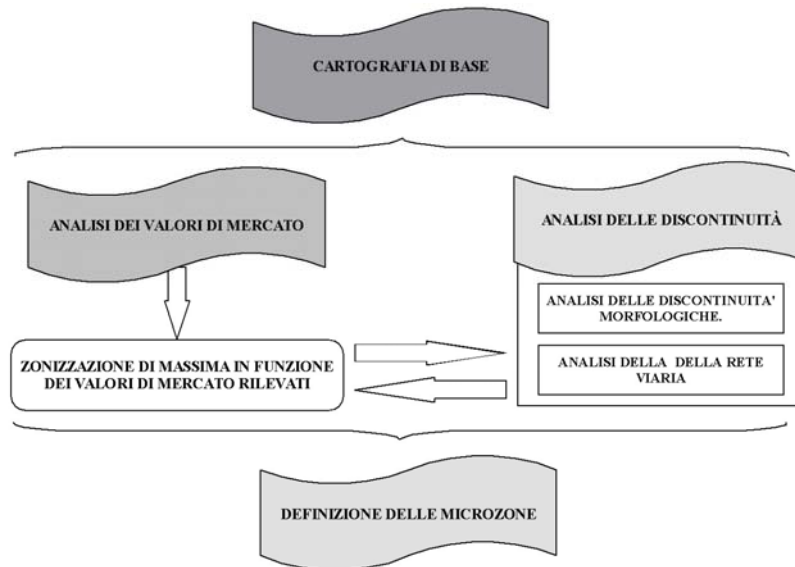 CARTOGRAFIA DI BASE
ANALISI DEI VALORI DI MERCATO
ZONIZZAZIONE DI MASSIMA IN FUNZIONE
DEI VALORI DI MERCATO RILEVATI
ANALISI DELLE DISCONTINUITÀ
ANALISI DELLE DISCONTINUITA'
MORFOLOGICHE.
ANALISI DELLA DELLA RETE
VIARIA
DEFINIZIONE DELLE MICROZONE